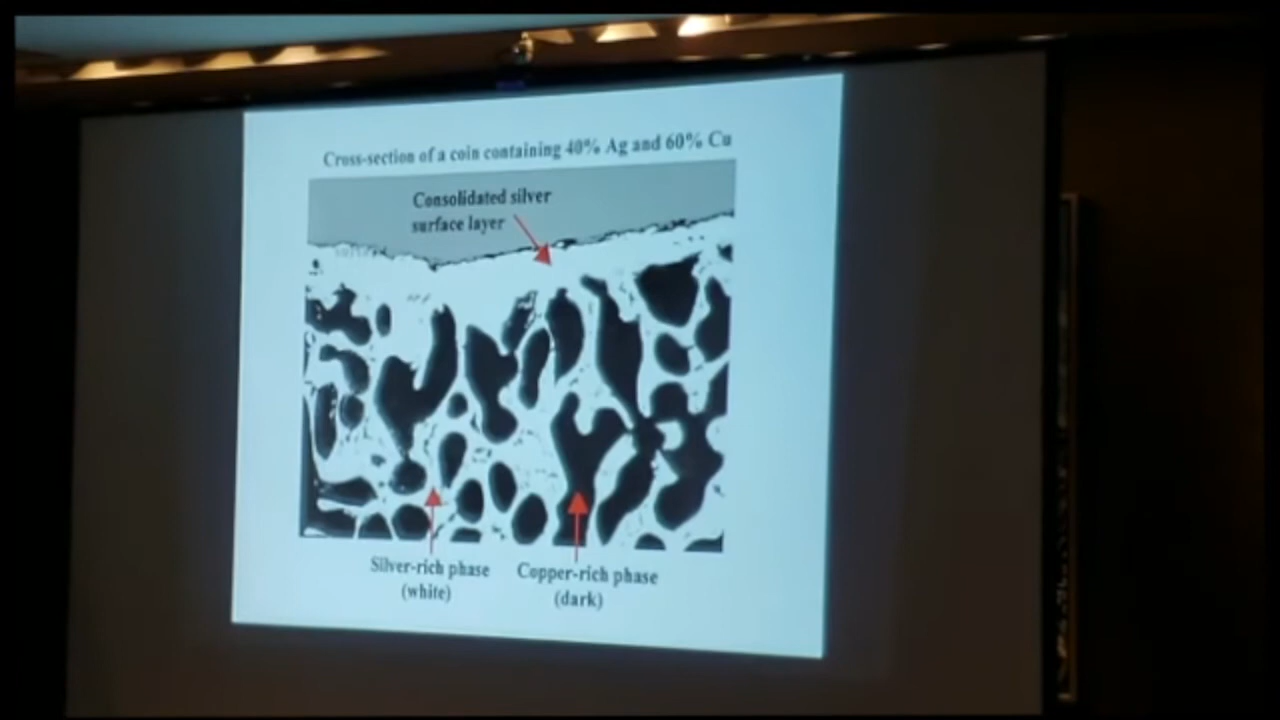 Cross-section of a coin containing 40% Ag and 60% Cu
Consolidated silver
surface layer
Silver-rich phase
(white)
Copper-rich phase
(dark)